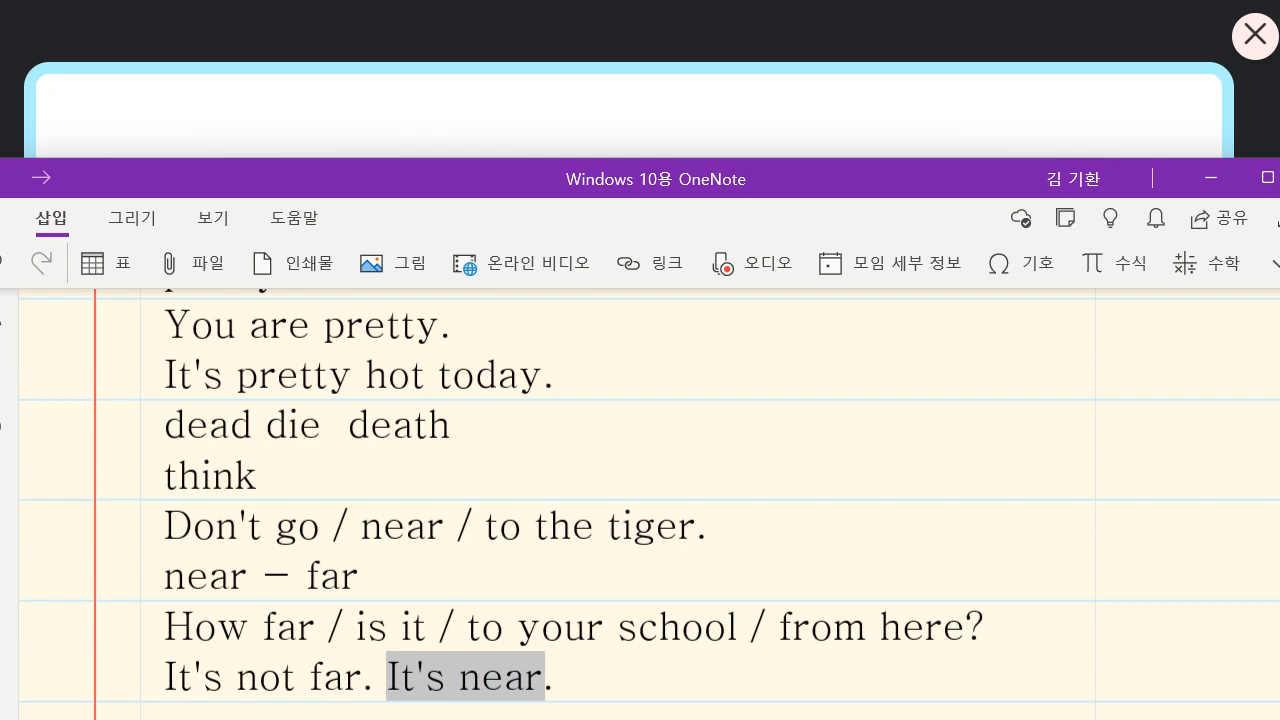 Windows 10용 OneNote 김 기환
삽입 그리기 보기 도움말 공유
표 파일 인쇄물 그림 온라인 비디오 링크 오디오 모임 세부 정보 기호 수식 수학
You are pretty.
It's pretty hot today.
dead die death
think
Don't go / near / to the tiger.
near - far
How far / is it / to your school / from here?
It's not far. It's near.